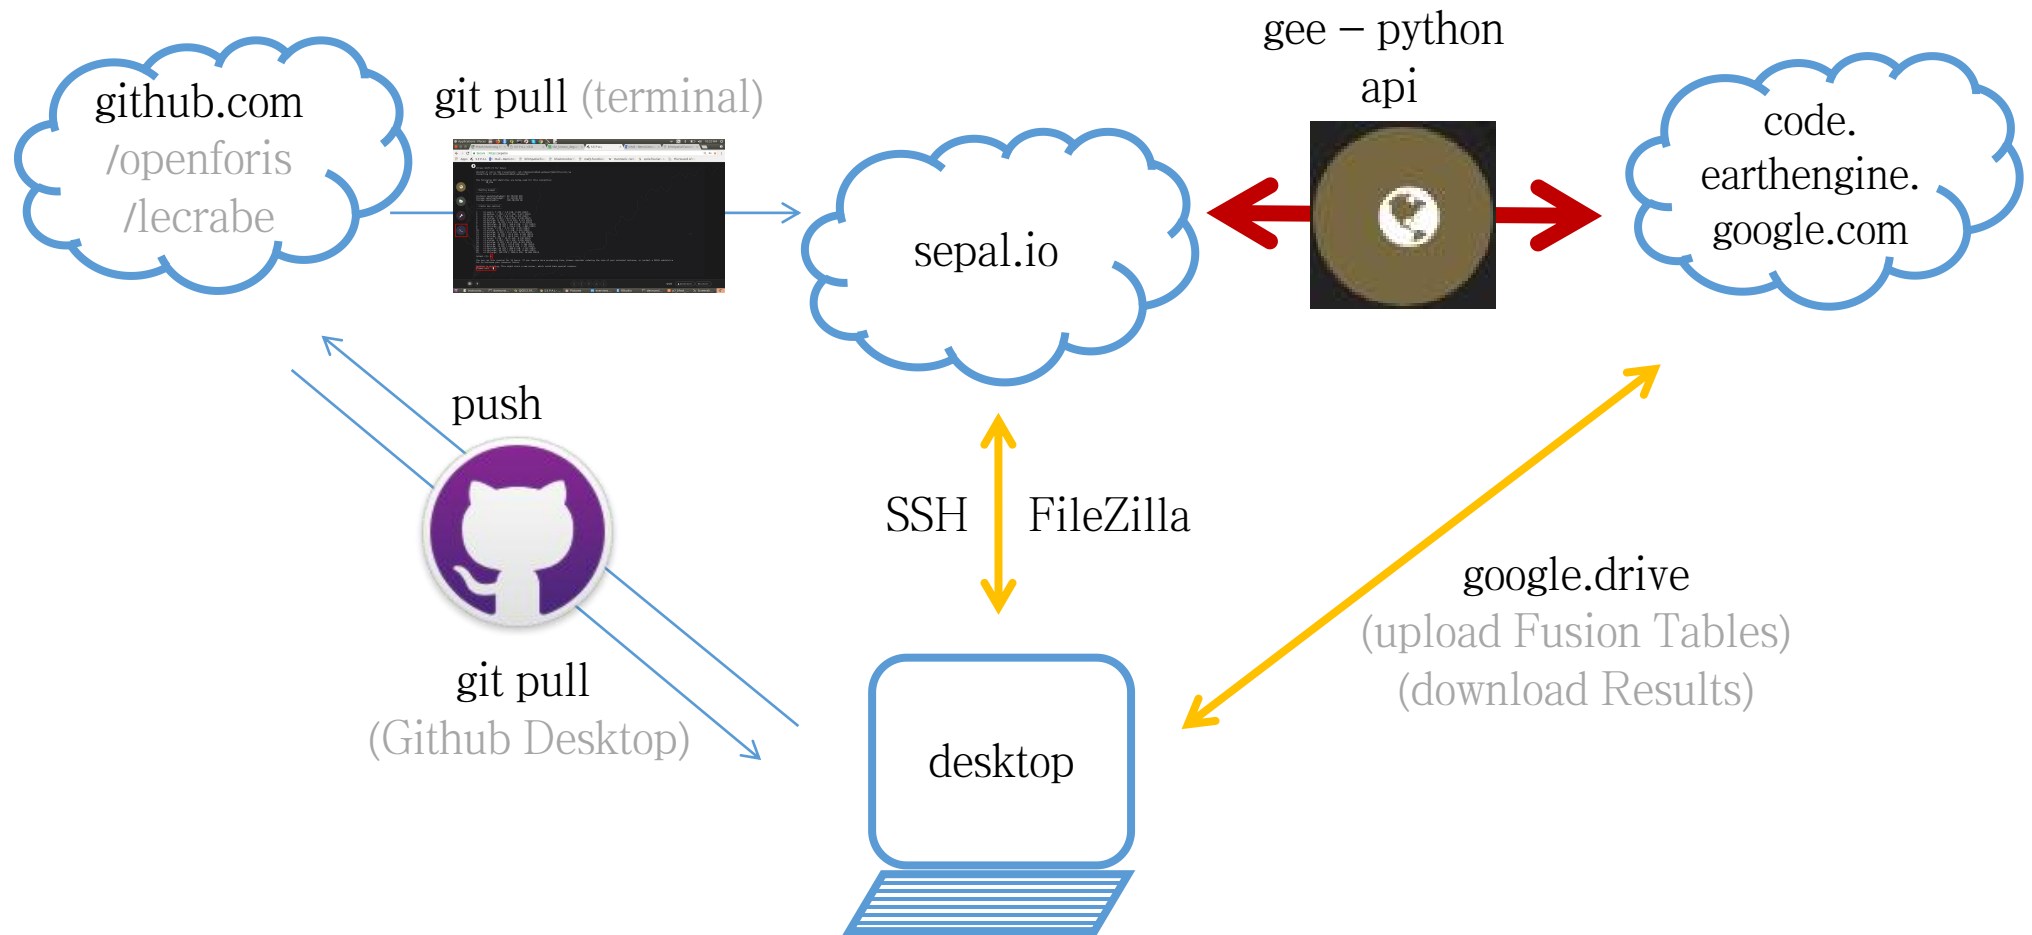 github.com
/openforis
/lecrabe
git pull (terminal)
sepal.io
gee – python
api
code.
earthengine.
google.com
push
git pull
(Github Desktop)
SSH
FileZilla
google.drive
(upload Fusion Tables)
(download Results)
desktop